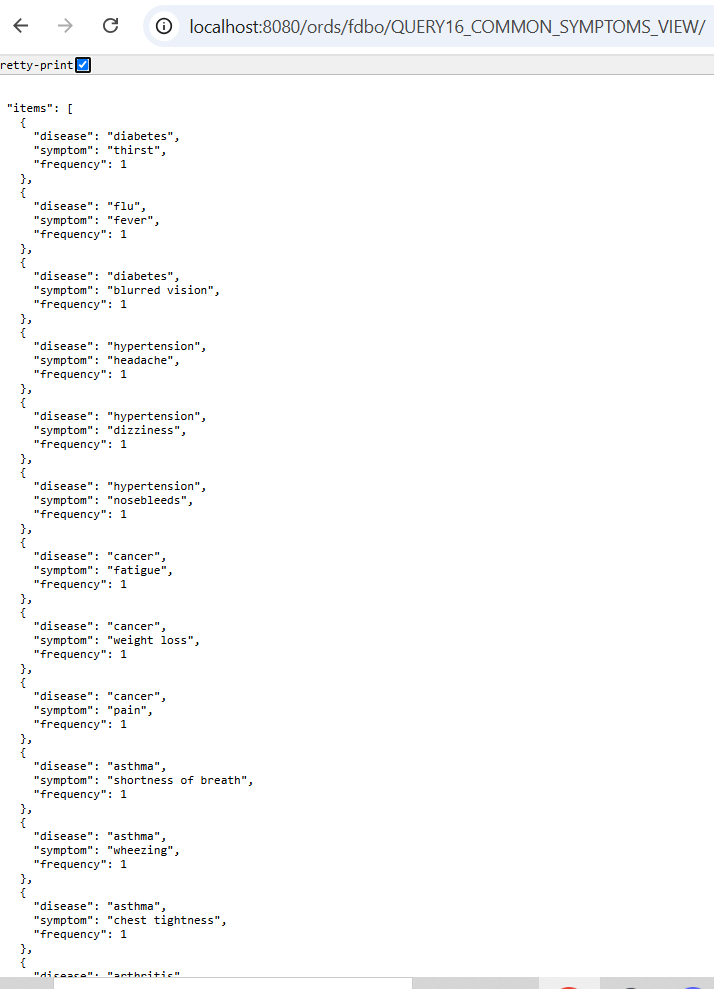 localhost:8080/ords/fdbo/QUERY16_COMMON_SYMPTOMS_VIEW/
retty-print
"items": [
{
"disease": "diabetes",
"symptom": "thirst",
"frequency": 1
},
{
"disease": "flu",
"symptom": "fever",
"frequency": 1
},
{
"disease": "diabetes",
"symptom": "blurred vision",
"frequency": 1
},
{
"disease": "hypertension",
"symptom": "headache",
"frequency": 1
},
{
"disease": "hypertension",
"symptom": "dizziness",
"frequency": 1
},
{
"disease": "hypertension",
"symptom": "nosebleeds",
"frequency": 1
},
{
"disease": "cancer",
"symptom": "fatigue",
"frequency": 1
},
{
"disease": "cancer",
"symptom": "weight loss",
"frequency": 1
},
{
"disease": "cancer",
"symptom": "pain",
"frequency": 1
},
{
"disease": "asthma",
"symptom": "shortness of breath",
"frequency": 1
},
{
"disease": "asthma",
"symptom": "wheezing",
"frequency": 1
},
{
"disease": "asthma",
"symptom": "chest tightness",
"frequency": 1
},
{
"disease": "arthritis"